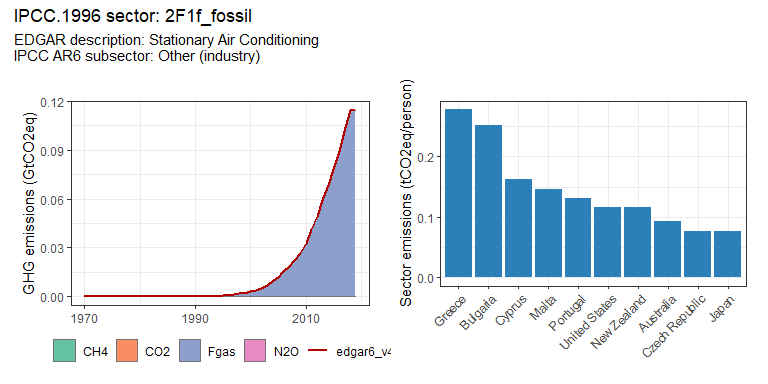 IPCC.1996 sector: 2F1f_fossil
EDGAR description: Stationary Air Conditioning
IPCC AR6 subsector: Other (industry)
GHG emissions (GtCO2eq)
0.12
0.09
0.06
0.03
0.00
1970
1990
2010
CH4
CO2
Fgas
N2O
edgar6_v4
Sector emissions (tCO2eq/person)
0.2
0.1
0.0
Greece
Bulgaria
Cyprus
Malta
Portugal
United States
New Zealand
Australia
Czech Republic
Japan